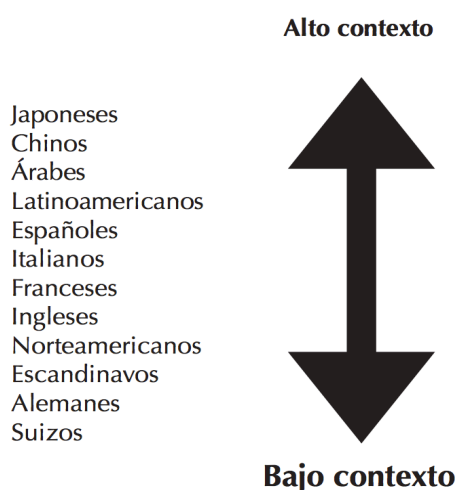 Alto contexto
Japoneses
Chinos
Árabes
Latinoamericanos
Españoles
Italianos
Franceses
Ingleses
Norteamericanos
Escandinavos
Alemanes
Suizos
Bajo contexto